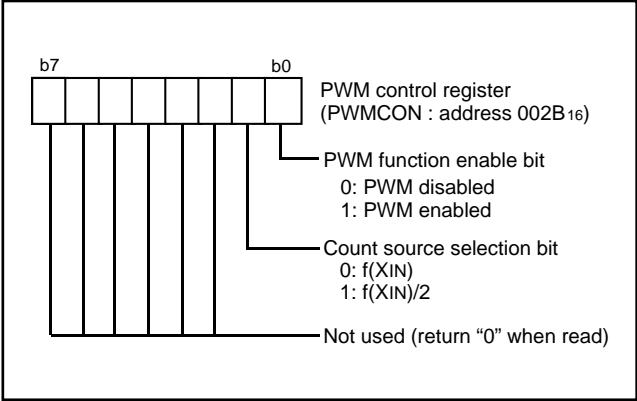 b7 b0
PWM control register
(PWMCON : address 002B16)
PWM function enable bit
0: PWM disabled
1: PWM enabled
Count source selection bit
0: f(XIN)
1: f(XIN)/2
Not used (return “0” when read)